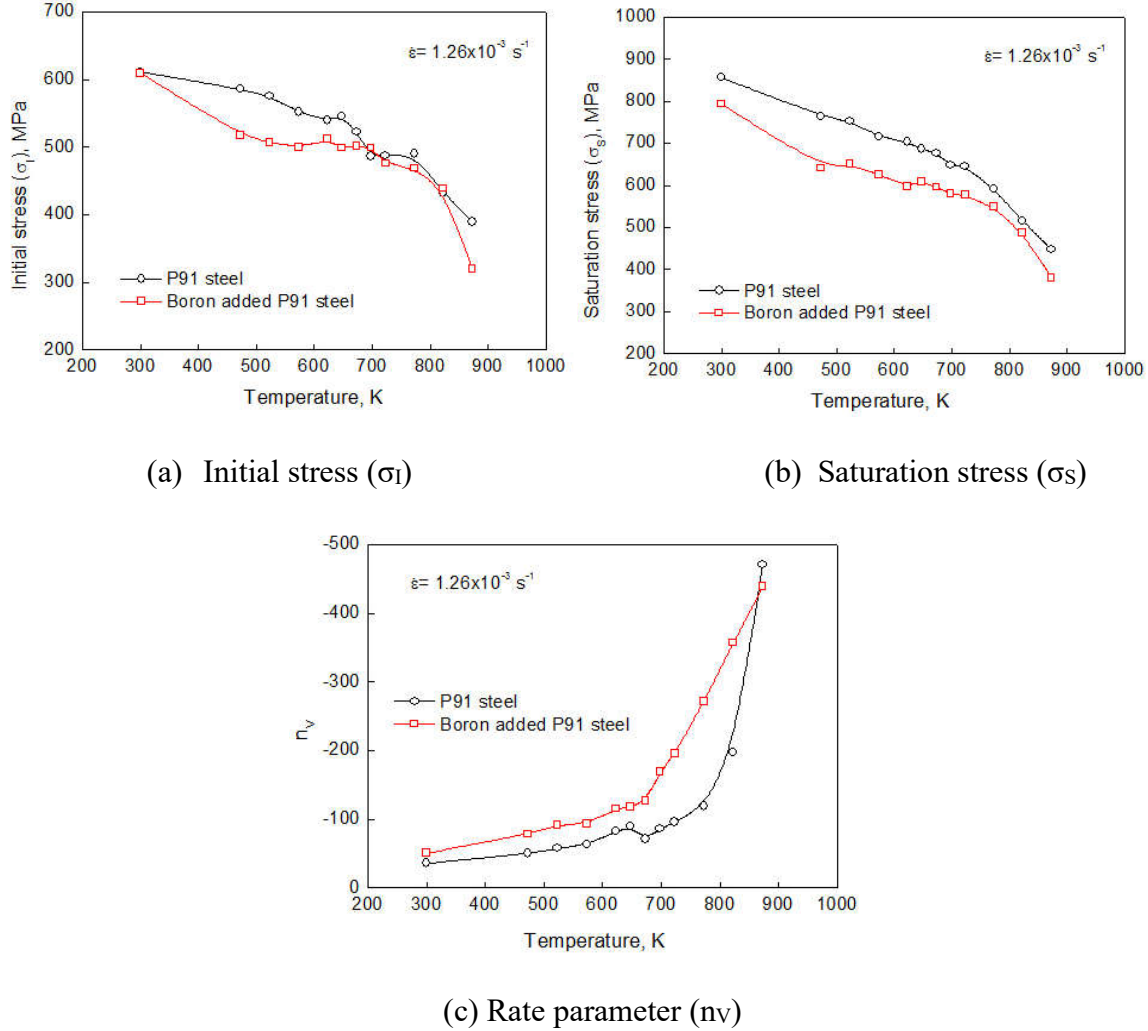 700
600
500
400
300
200
200 300 400 500 600 700 800 900 1000
Initial stress (σI), MPa
Temperature, K
ε̇= 1.26x10-3 s-1
P91 steel
Boron added P91 steel
(a) Initial stress (σI)
1000
900
800
700
600
500
400
300
200
200 300 400 500 600 700 800 900 1000
Saturation stress (σS), MPa
Temperature, K
ε̇= 1.26x10-3 s-1
P91 steel
Boron added P91 steel
(b) Saturation stress (σS)
-500
-400
-300
-200
-100
0
200 300 400 500 600 700 800 900 1000
nV
Temperature, K
ε̇= 1.26x10-3 s-1
P91 steel
Boron added P91 steel
(c) Rate parameter (nV)